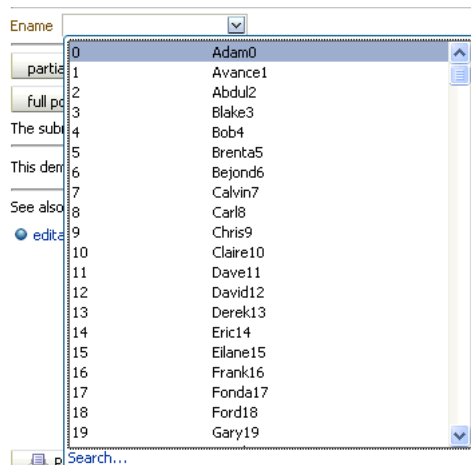 Ename
0 Adam0
partia 1 Avance1
2 Abdul2
full po 3 Blake3
The subr 4 Bob4
5 Brenta5
This dem 6 Bejond6
7 Calvin7
See also 8 Carl8
edita 9 Chris9
10 Claire10
11 Dave11
12 David12
13 Derek13
14 Eric14
15 Eilane15
16 Frank16
17 Fonda17
18 Ford18
19 Gary19
Search...